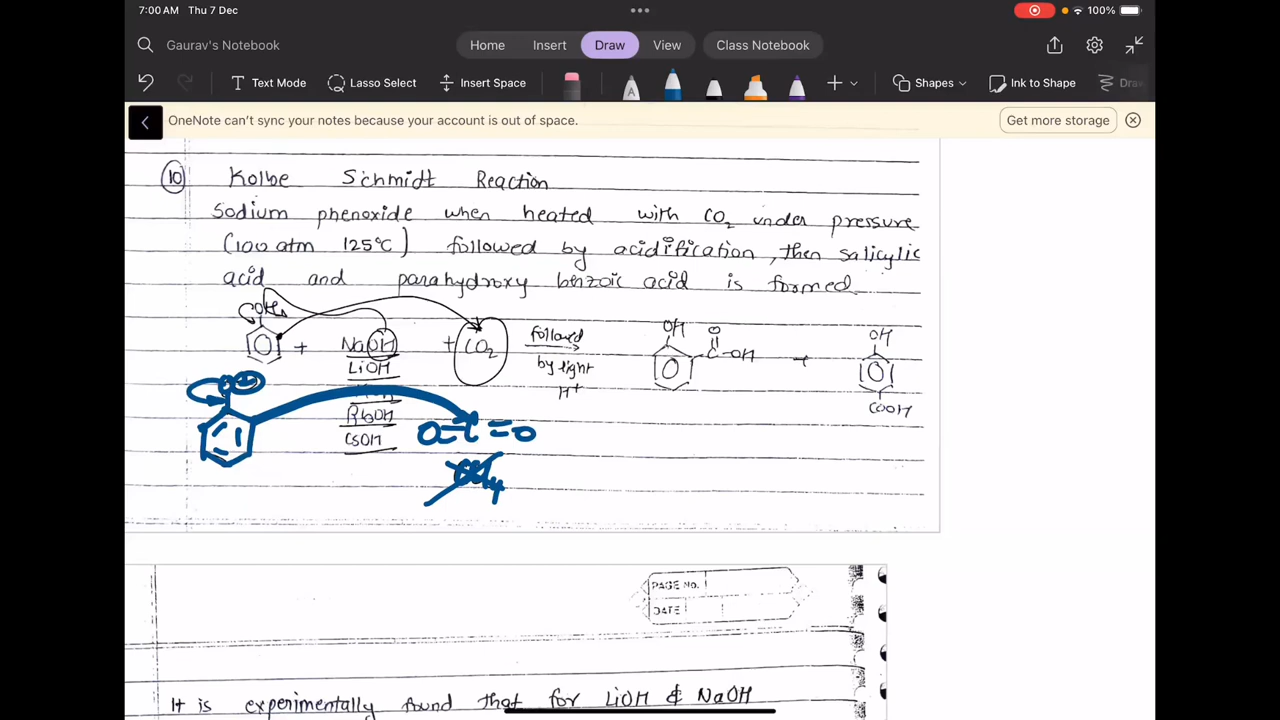 7:00 AM Thu 7 Dec
100%
Gaurav's Notebook
Home Insert Draw View Class Notebook
Text Mode Lasso Select Insert Space Shapes Ink to Shape
OneNote can't sync your notes because your account is out of space. Get more storage
10 Kolbe Schmidt Reaction
Sodium phenoxide when heated with CO2 under pressure
(100 atm 125°C) followed by acidification, then salicylic
acid and parahydroxy benzoic acid is formed
+ NaOH + CO2 followed by light H+ OH O C-OH + OH COOH
LiOH
RbOH
CsOH
O=C=O
PAGE NO.
DATE
It is experimentally found that for LiOH & NaOH